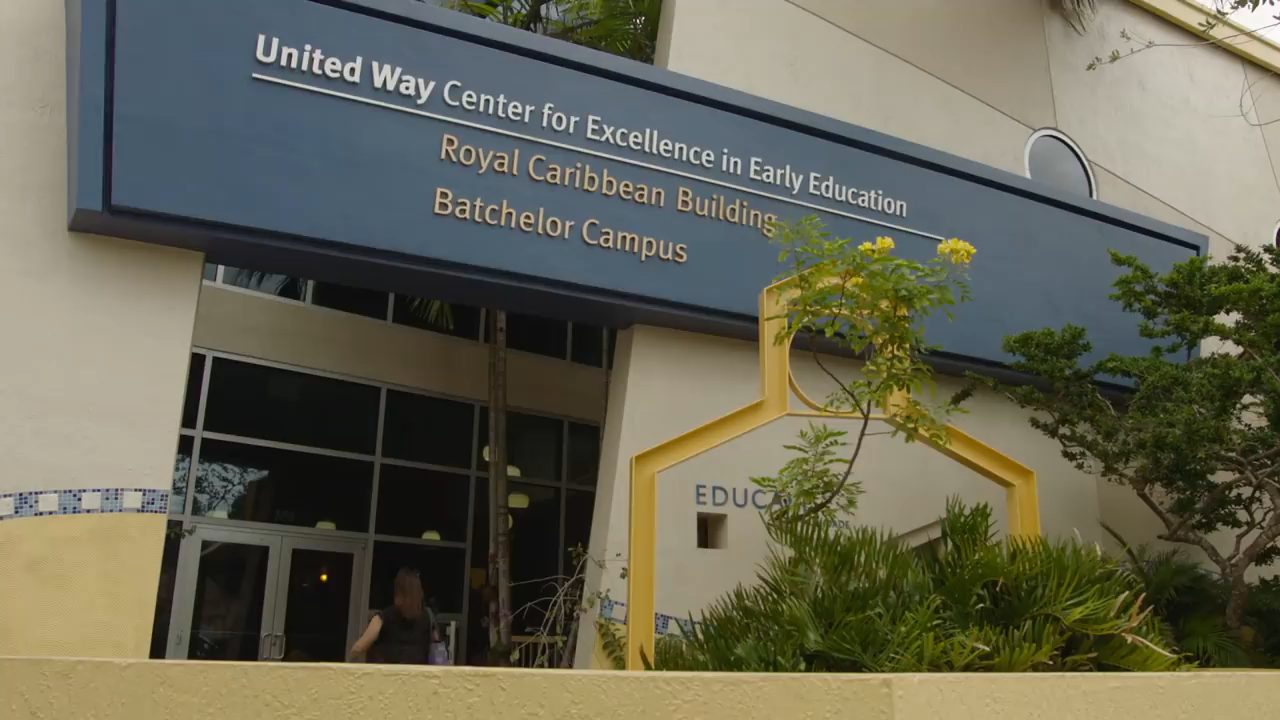 United Way Center for Excellence in Early Education
Royal Caribbean Building
Batchelor Campus